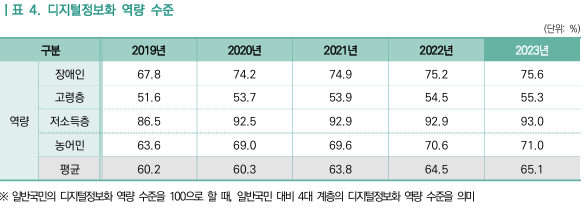 | 표 4. 디지털정보화 역량 수준
(단위: %)
구분 2019년 2020년 2021년 2022년 2023년
역량 장애인 67.8 74.2 74.9 75.2 75.6
고령층 51.6 53.7 53.9 54.5 55.3
저소득층 86.5 92.5 92.9 92.9 93.0
농어민 63.6 69.0 69.6 70.6 71.0
평균 60.2 60.3 63.8 64.5 65.1
※ 일반국민의 디지털정보화 역량 수준을 100으로 할 때, 일반국민 대비 4대 계층의 디지털정보화 역량 수준을 의미